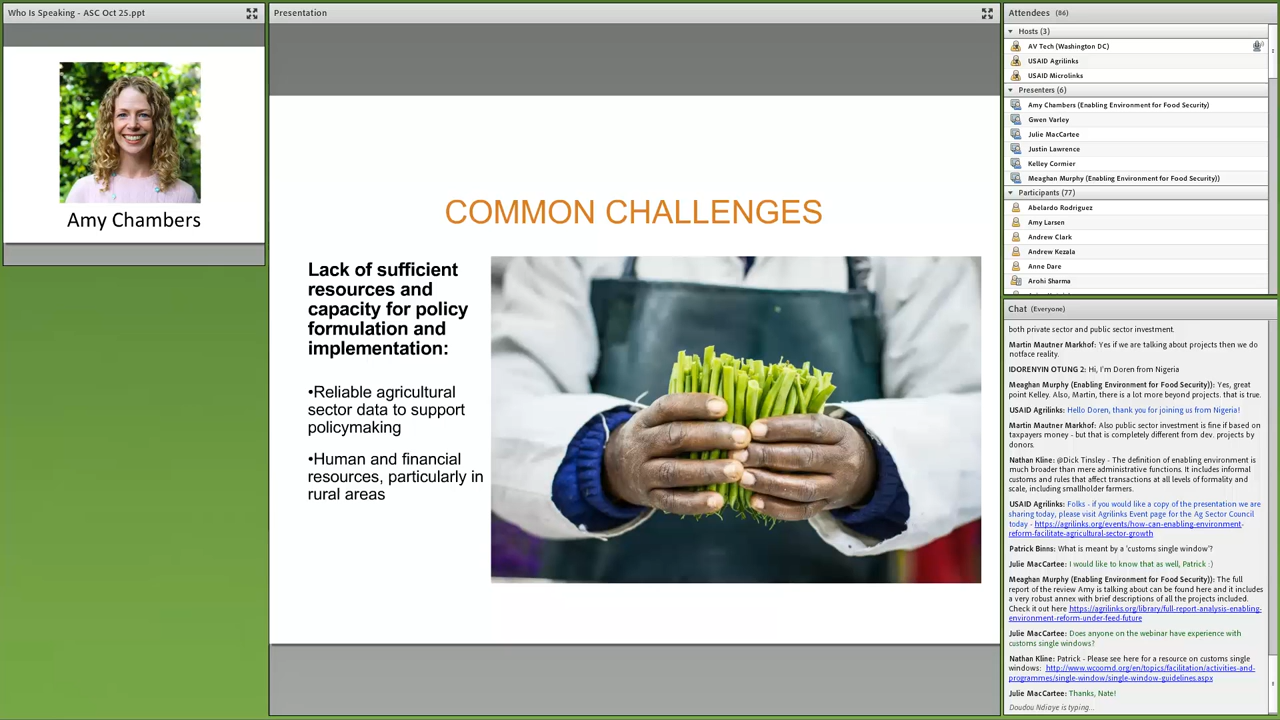 Who Is Speaking - ASC Oct 25.ppt
Amy Chambers
Presentation
COMMON CHALLENGES
Lack of sufficient
resources and
capacity for policy
formulation and
implementation:
•Reliable agricultural
sector data to support
policymaking
•Human and financial
resources, particularly in
rural areas
Attendees (86)
Hosts (3)
AV Tech (Washington DC)
USAID Agrilinks
USAID Microlinks
Presenters (6)
Amy Chambers (Enabling Environment for Food Security)
Gwen Varley
Julie MacCartee
Justin Lawrence
Kelley Cormier
Meaghan Murphy (Enabling Environment for Food Security))
Participants (77)
Abelardo Rodriguez
Amy Larsen
Andrew Clark
Andrew Kezala
Anne Dare
Arohi Sharma
Chat (Everyone)
both private sector and public sector investment.
Martin Mautner Markhof: Yes if we are talking about projects then we do
notface reality.
IDORENYIN OTUNG 2: Hi, I'm Doren from Nigeria
Meaghan Murphy (Enabling Environment for Food Security)): Yes, great
point Kelley. Also, Martin, there is a lot more beyond projects. that is true.
USAID Agrilinks: Hello Doren, thank you for joining us from Nigeria!
Martin Mautner Markhof: Also public sector investment is fine if based on
taxpayers money - but that is completely different from dev. projects by
donors.
Nathan Kline: @Dick Tinsley - The definition of enabling environment is
much broader than mere administrative functions. It includes informal
customs and rules that affect transactions at all levels of formality and
scale, including smallholder farmers.
USAID Agrilinks: Folks - if you would like a copy of the presentation we are
sharing today, please visit Agrilinks Event page for the Ag Sector Council
today - https://agrilinks.org/events/how-can-enabling-environment-
reform-facilitate-agricultural-sector-growth
Patrick Binns: What is meant by a 'customs single window'?
Julie MacCartee: I would like to know that as well, Patrick :)
Meaghan Murphy (Enabling Environment for Food Security)): The full
report of the review Amy is talking about can be found here and it includes
a very robust annex with brief descriptions of all the projects included.
Check it out here https://agrilinks.org/library/full-report-analysis-enabling-
environment-reform-under-feed-future
Julie MacCartee: Does anyone on the webinar have experience with
customs single windows?
Nathan Kline: Patrick - Please see here for a resource on customs single
windows: http://www.wcoomd.org/en/topics/facilitation/activities-and-
programmes/single-window/single-window-guidelines.aspx
Julie MacCartee: Thanks, Nate!
Doudou Ndiaye is typing...